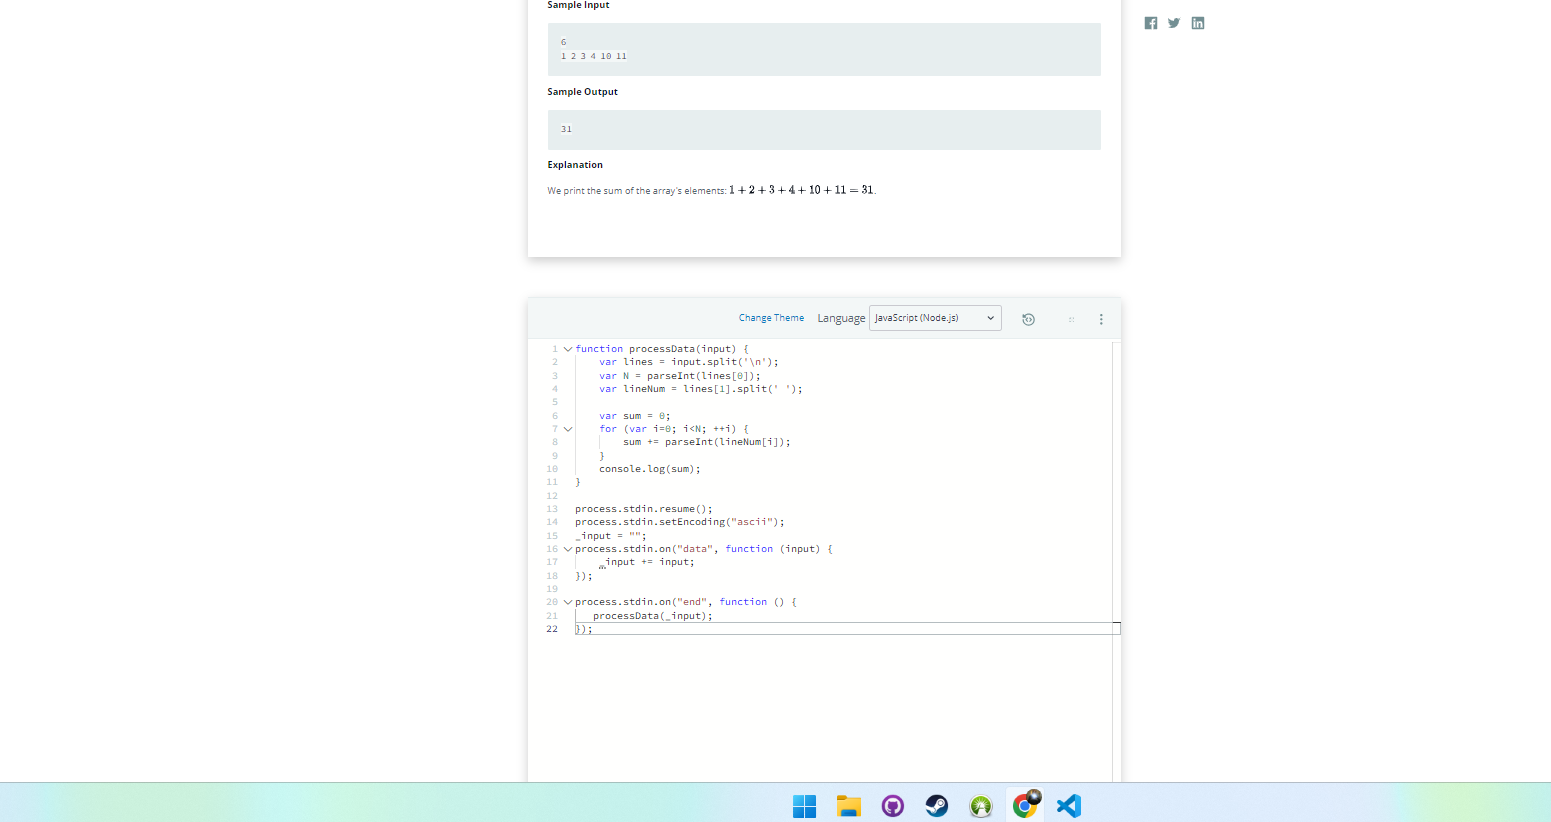 Sample Input
6
1 2 3 4 10 11
Sample Output
31
Explanation
We print the sum of the array's elements: 1 + 2 + 3 + 4 + 10 + 11 = 31.
Change Theme Language JavaScript (Node.js)
1 function processData(input) {
2 var lines = input.split('\n');
3 var N = parseInt(lines[0]);
4 var lineNum = lines[1].split(' ');
5
6 var sum = 0;
7 for (var i=0; i<N; ++i) {
8 sum += parseInt(lineNum[i]);
9 }
10 console.log(sum);
11 }
12
13 process.stdin.resume();
14 process.stdin.setEncoding("ascii");
15 _input = "";
16 process.stdin.on("data", function (input) {
17 _input += input;
18 });
19
20 process.stdin.on("end", function () {
21 processData(_input);
22 });